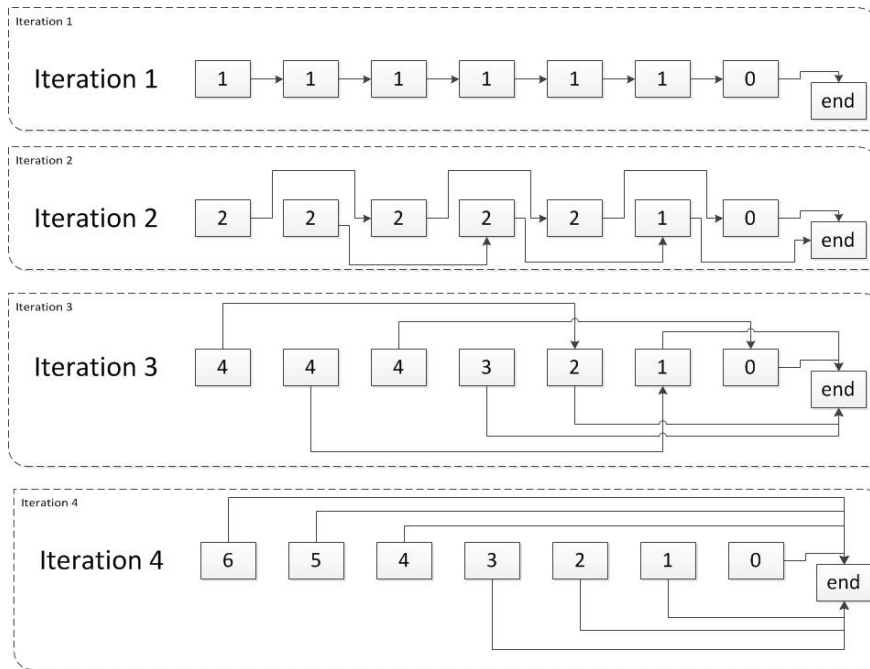 Iteration 1
Iteration 1 1 1 1 1 1 1 0
end
Iteration 2
Iteration 2 2 2 2 2 2 1 0
end
Iteration 3
Iteration 3 4 4 4 3 2 1 0
end
Iteration 4
Iteration 4 6 5 4 3 2 1 0
end